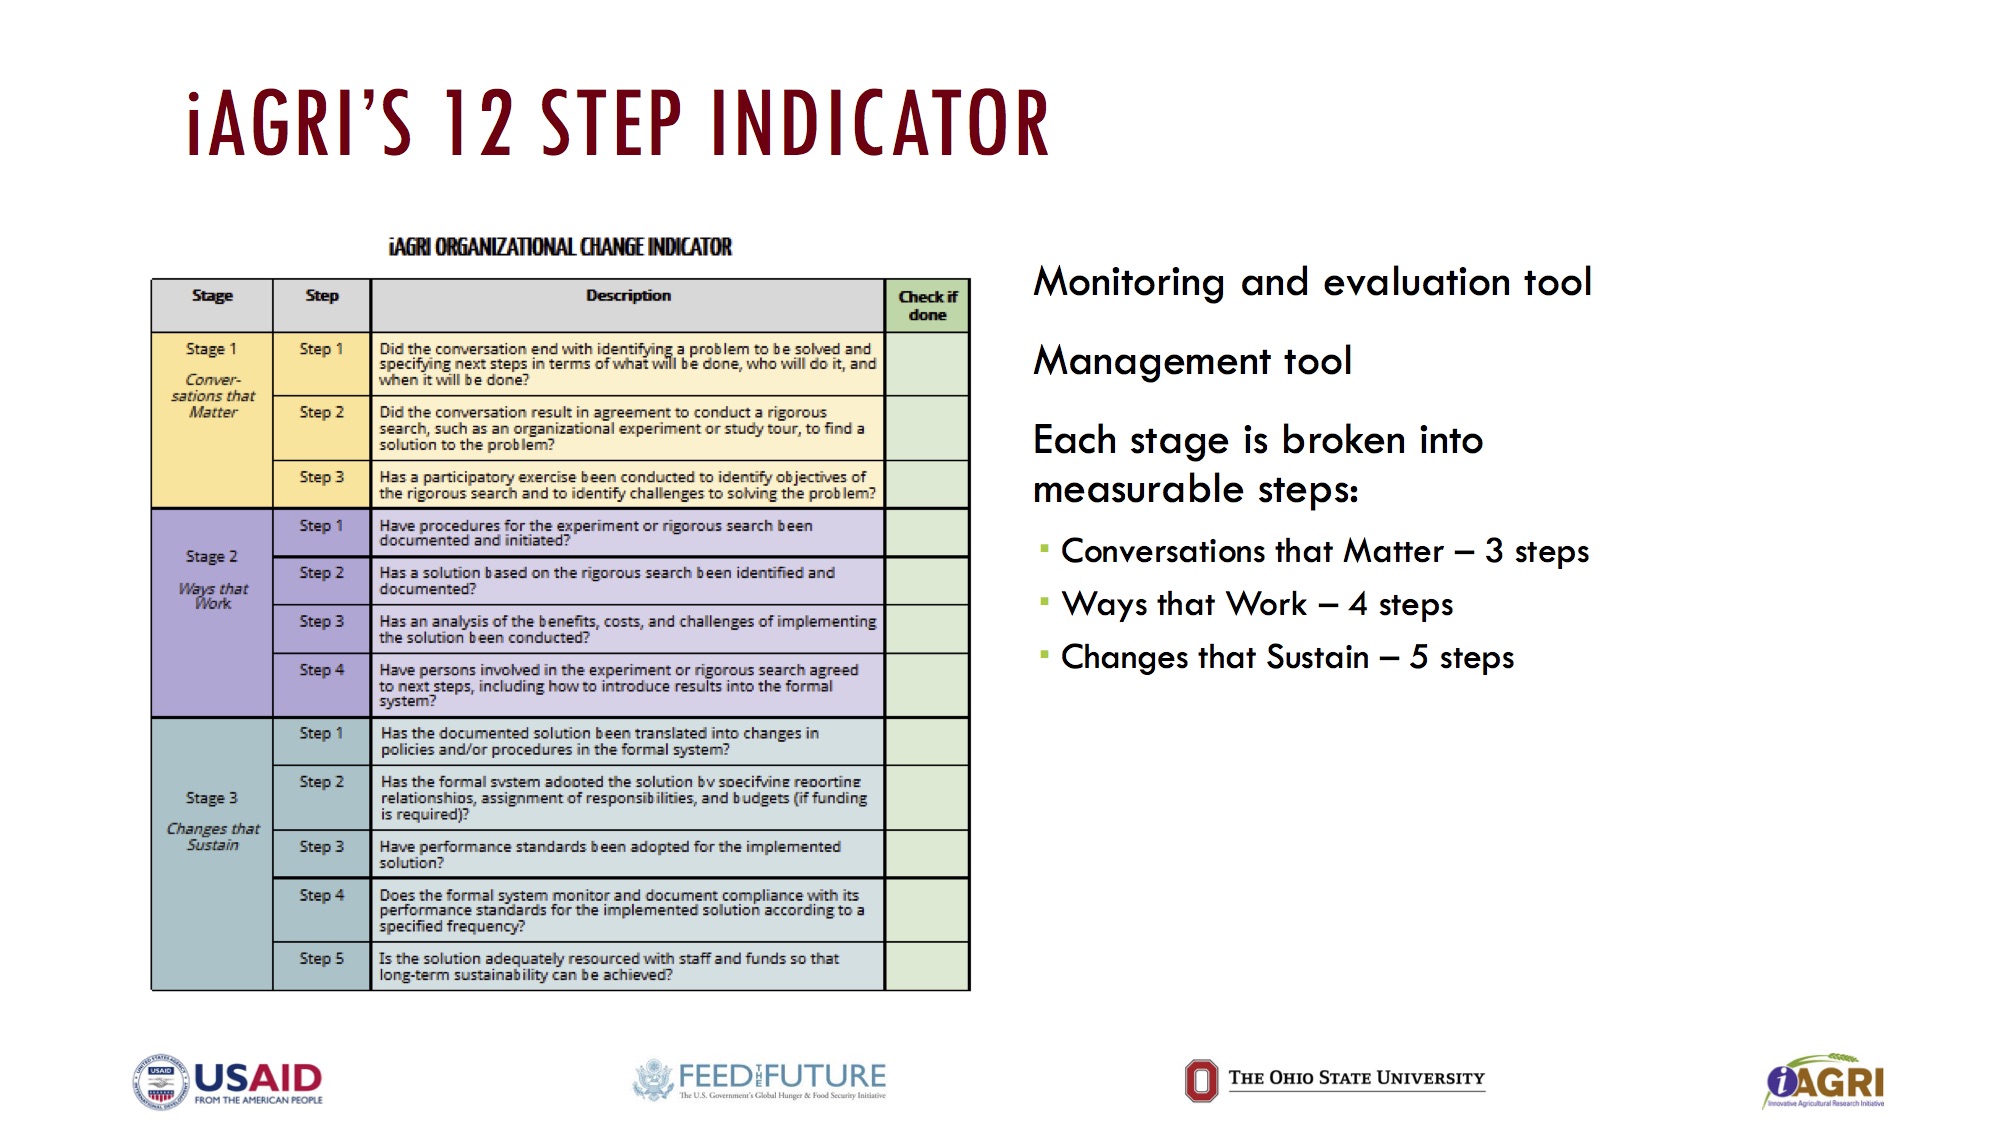 iAGRI'S 12 STEP INDICATOR
iAGRI ORGANIZATIONAL CHANGE INDICATOR
Stage Step Description Check if
done
Stage 1
Conver-
sations that
Matter
Step 1
Did the conversation end with identifying a problem to be solved and
specifying next steps in terms of what will be done, who will do it, and
when it will be done?
Step 2
Did the conversation result in agreement to conduct a rigorous
search, such as an organizational experiment or study tour, to find a
solution to the problem?
Step 3
Has a participatory exercise been conducted to identify objectives of
the rigorous search and to identify challenges to solving the problem?
Stage 2
Ways that
Work
Step 1
Have procedures for the experiment or rigorous search been
documented and initiated?
Step 2
Has a solution based on the rigorous search been identified and
documented?
Step 3
Has an analysis of the benefits, costs, and challenges of implementing
the solution been conducted?
Step 4
Have persons involved in the experiment or rigorous search agreed
to next steps, including how to introduce results into the formal
system?
Stage 3
Changes that
Sustain
Step 1
Has the documented solution been translated into changes in
policies and/or procedures in the formal system?
Step 2
Has the formal system adopted the solution by specifying reporting
relationships, assignment of responsibilities, and budgets (if funding
is required)?
Step 3
Have performance standards been adopted for the implemented
solution?
Step 4
Does the formal system monitor and document compliance with its
performance standards for the implemented solution according to a
specified frequency?
Step 5
Is the solution adequately resourced with staff and funds so that
long-term sustainability can be achieved?
Monitoring and evaluation tool
Management tool
Each stage is broken into
measurable steps:
▪ Conversations that Matter – 3 steps
▪ Ways that Work – 4 steps
▪ Changes that Sustain – 5 steps
USAID
USAID
FROM THE AMERICAN PEOPLE
FEED THE FUTURE
The U.S. Government's Global Hunger & Food Security Initiative
THE OHIO STATE UNIVERSITY
iAGRI
Innovative Agricultural Research Initiative